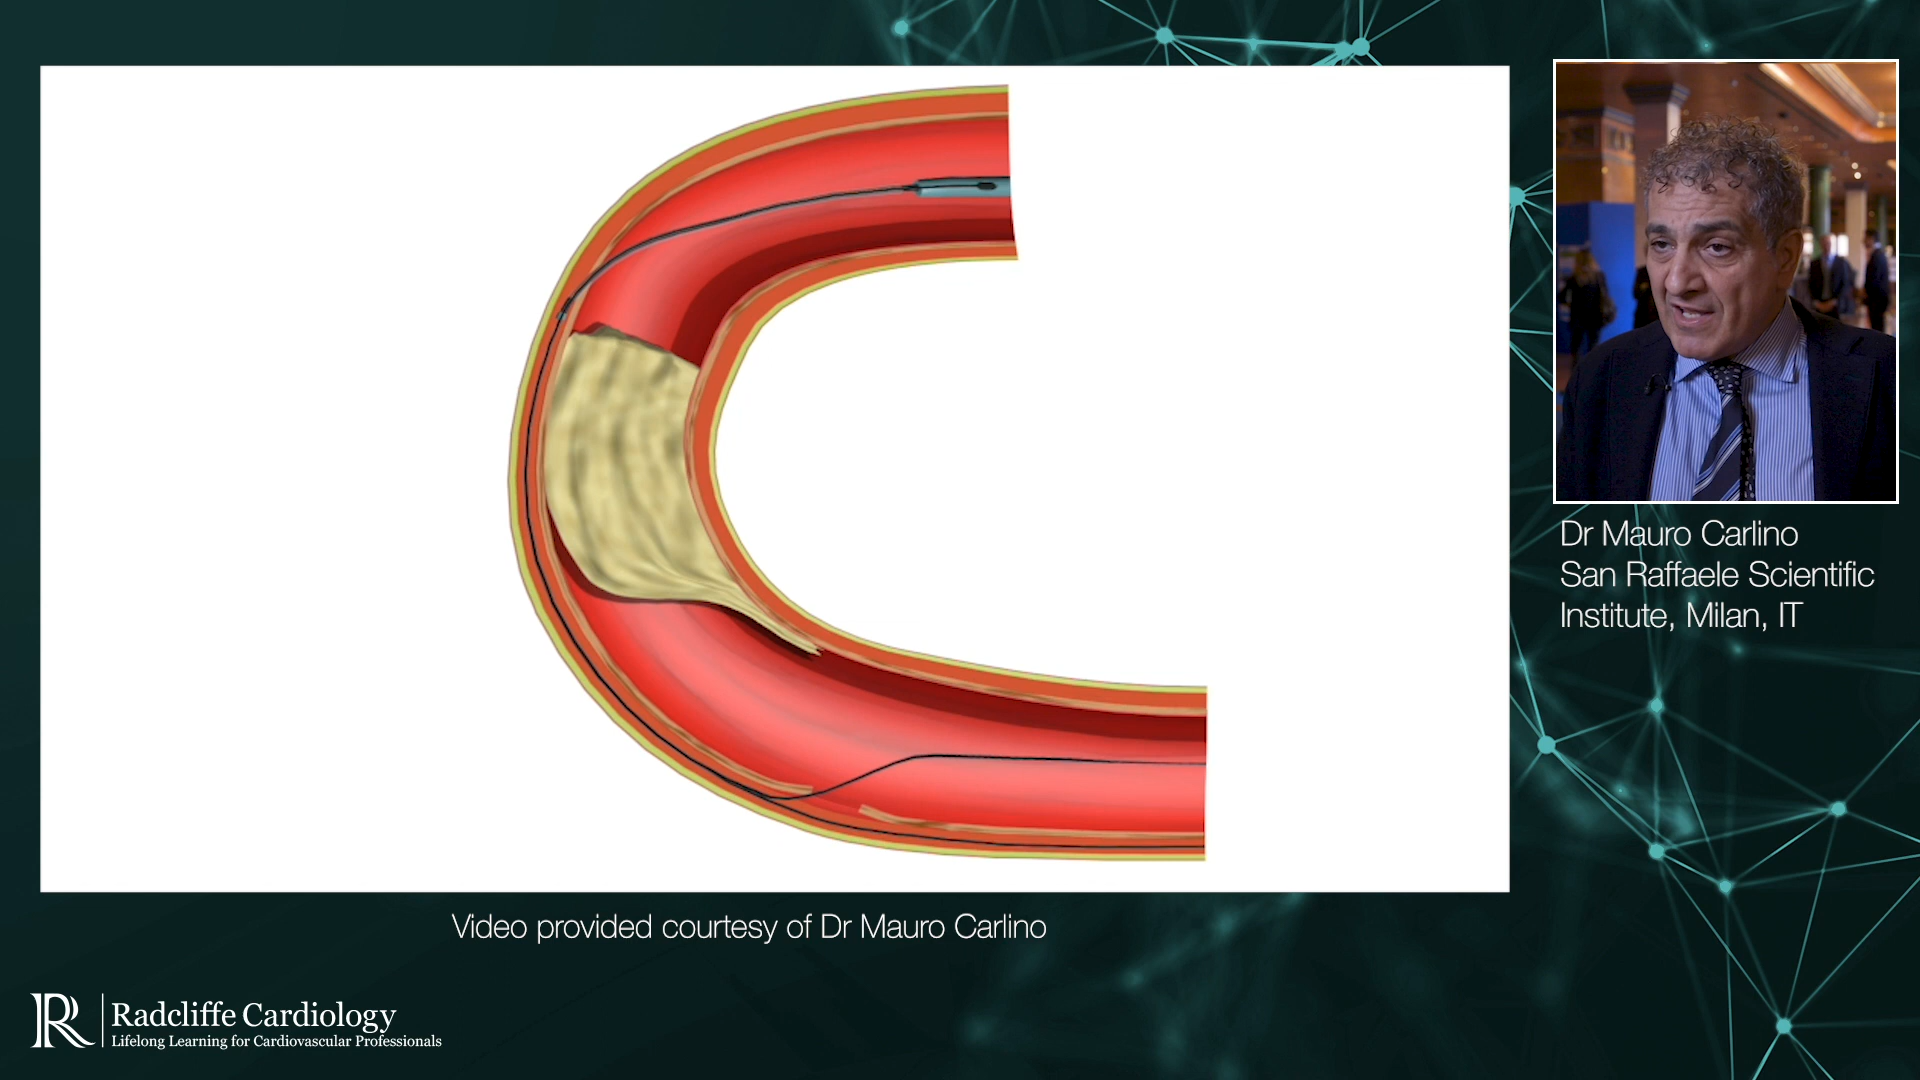 Dr Mauro Carlino
San Raffaele Scientific
Institute, Milan, IT
Video provided courtesy of Dr Mauro Carlino
R
Radcliffe Cardiology
Lifelong Learning for Cardiovascular Professionals